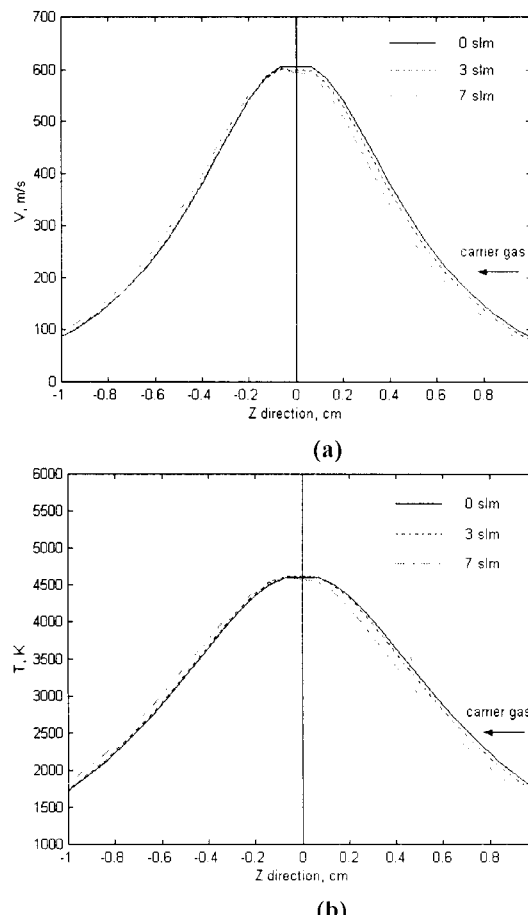 700
600
500
400
300
200
100
0
V, m/s
0 slm
3 slm
7 slm
carrier gas
-1 -0.8 -0.6 -0.4 -0.2 0 0.2 0.4 0.6 0.8
Z direction, cm
(a)
6000
5500
5000
4500
4000
3500
3000
2500
2000
1500
1000
T, K
0 slm
3 slm
7 slm
carrier gas
-1 -0.8 -0.6 -0.4 -0.2 0 0.2 0.4 0.6 0.8
Z direction, cm
(b)